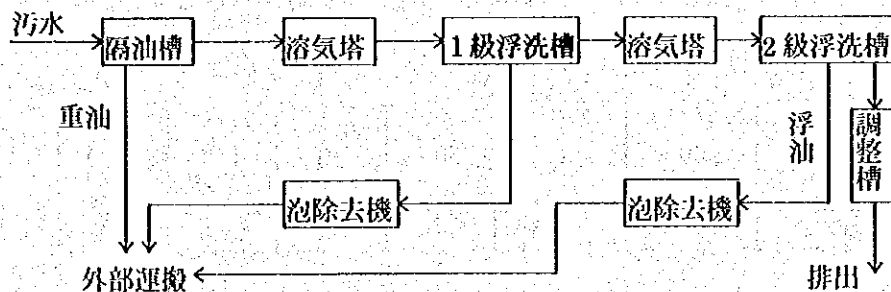 汚水
隔油槽
溶気塔
1級浮洗槽
溶気塔
2級浮洗槽
重油
浮油
調整槽
泡除去機
泡除去機
外部運搬
排出